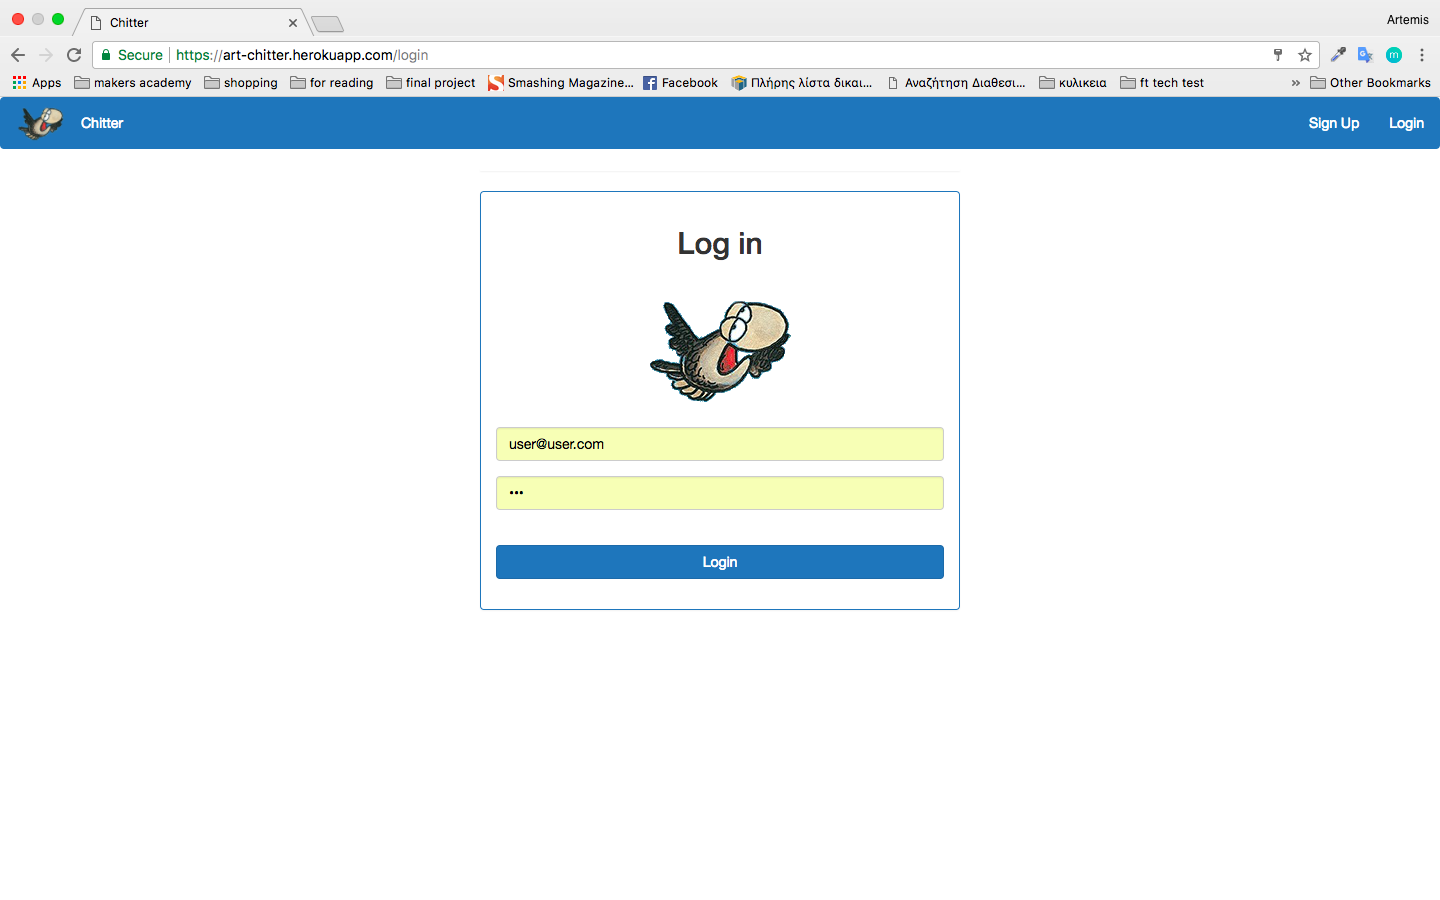 Chitter
Artemis
Secure https://art-chitter.herokuapp.com/login
Apps makers academy shopping for reading final project Smashing Magazine... Facebook Πλήρης λίστα δικαι... Αναζήτηση Διαθεσι... κυλικεια ft tech test » Other Bookmarks
Chitter Sign Up Login
Log in
user@user.com
•••
Login